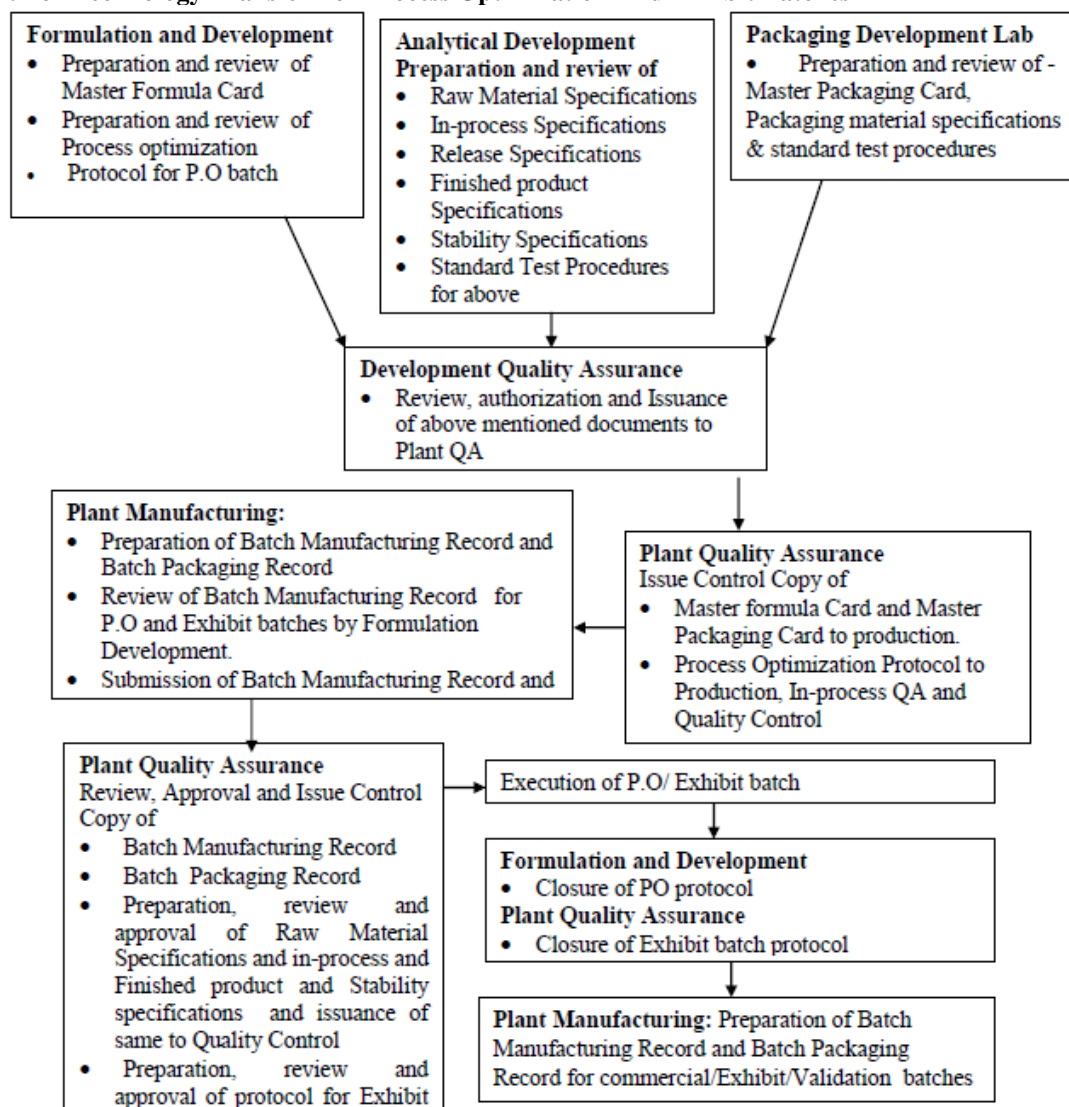 Formulation and Development
• Preparation and review of
Master Formula Card
• Preparation and review of
Process optimization
• Protocol for P.O batch
Analytical Development
Preparation and review of
• Raw Material Specifications
• In-process Specifications
• Release Specifications
• Finished product
Specifications
• Stability Specifications
• Standard Test Procedures
for above
Packaging Development Lab
• Preparation and review of -
Master Packaging Card,
Packaging material specifications
& standard test procedures
Development Quality Assurance
• Review, authorization and Issuance
of above mentioned documents to
Plant QA
Plant Quality Assurance
Issue Control Copy of
• Master formula Card and Master
Packaging Card to production.
• Process Optimization Protocol to
Production, In-process QA and
Quality Control
Plant Manufacturing:
• Preparation of Batch Manufacturing Record and
Batch Packaging Record
• Review of Batch Manufacturing Record for
P.O and Exhibit batches by Formulation
Development.
• Submission of Batch Manufacturing Record and
Plant Quality Assurance
Review, Approval and Issue Control
Copy of
• Batch Manufacturing Record
• Batch Packaging Record
• Preparation, review and
approval of Raw Material
Specifications and in-process and
Finished product and Stability
specifications and issuance of
same to Quality Control
• Preparation, review and
approval of protocol for Exhibit
Execution of P.O/ Exhibit batch
Formulation and Development
• Closure of PO protocol
Plant Quality Assurance
• Closure of Exhibit batch protocol
Plant Manufacturing: Preparation of Batch
Manufacturing Record and Batch Packaging
Record for commercial/Exhibit/Validation batches